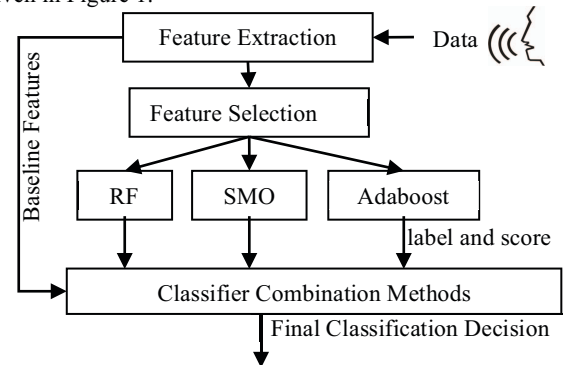 Feature Extraction
Data
Baseline Features
Feature Selection
RF
SMO
Adaboost
label and score
Classifier Combination Methods
Final Classification Decision